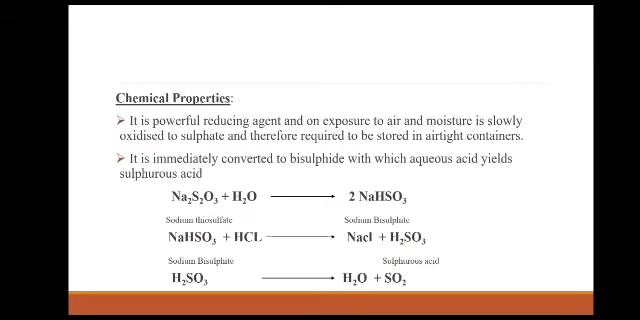 Chemical Properties:
➢ It is powerful reducing agent and on exposure to air and moisture is slowly
oxidised to sulphate and therefore required to be stored in airtight containers.
➢ It is immediately converted to bisulphide with which aqueous acid yields
sulphurous acid
Na₂S₂O₃ + H₂O ⟶ 2 NaHSO₃
Sodium thiosulfate Sodium Bisulphite
NaHSO₃ + HCL ⟶ Nacl + H₂SO₃
Sodium Bisulphite Sulphurous acid
H₂SO₃ ⟶ H₂O + SO₂